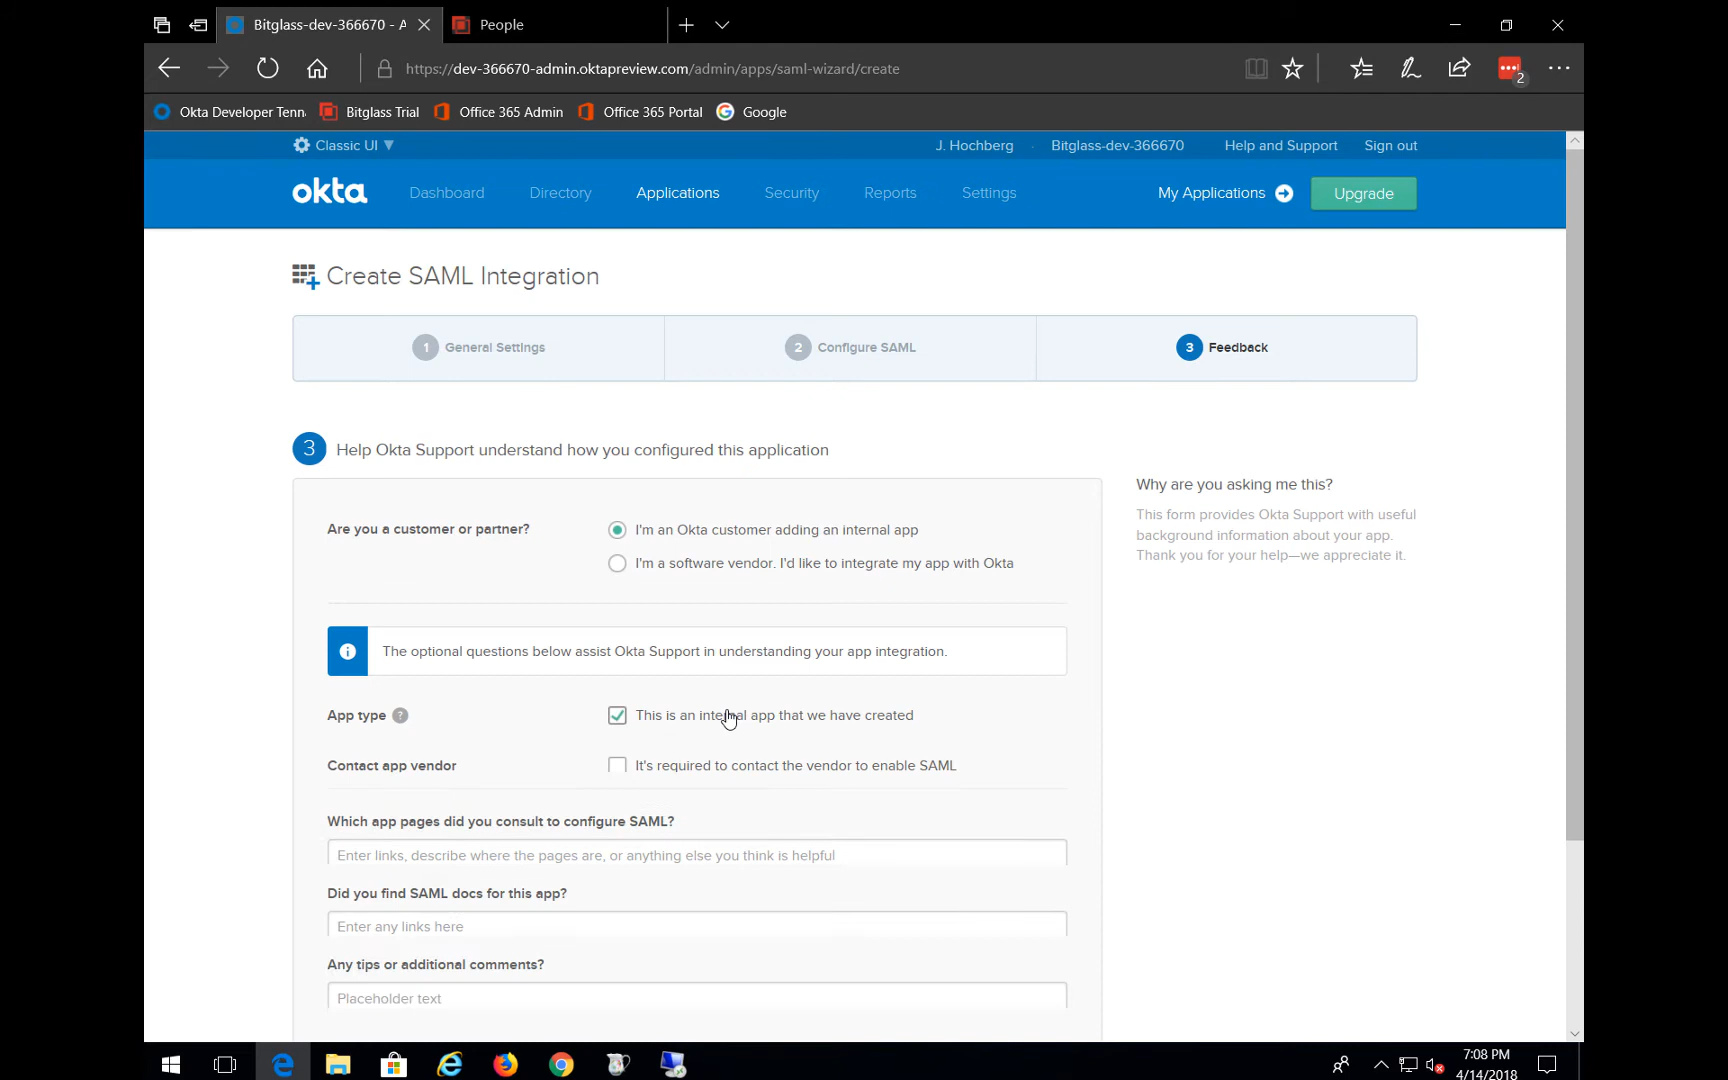 Bitglass-dev-366670 - A
People
https://dev-366670-admin.oktapreview.com/admin/apps/saml-wizard/create
2
Okta Developer Tenn
Bitglass Trial
Office 365 Admin
Office 365 Portal
Google
Classic UI
J. Hochberg
Bitglass-dev-366670
Help and Support
Sign out
okta
Dashboard
Directory
Applications
Security
Reports
Settings
My Applications
Upgrade
Create SAML Integration
1 General Settings
2 Configure SAML
3 Feedback
3 Help Okta Support understand how you configured this application
Are you a customer or partner?
I'm an Okta customer adding an internal app
I'm a software vendor. I'd like to integrate my app with Okta
The optional questions below assist Okta Support in understanding your app integration.
App type ?
This is an internal app that we have created
Contact app vendor
It's required to contact the vendor to enable SAML
Which app pages did you consult to configure SAML?
Enter links, describe where the pages are, or anything else you think is helpful
Did you find SAML docs for this app?
Enter any links here
Any tips or additional comments?
Placeholder text
Why are you asking me this?
This form provides Okta Support with useful
background information about your app.
Thank you for your help—we appreciate it.
7:08 PM
4/14/2018